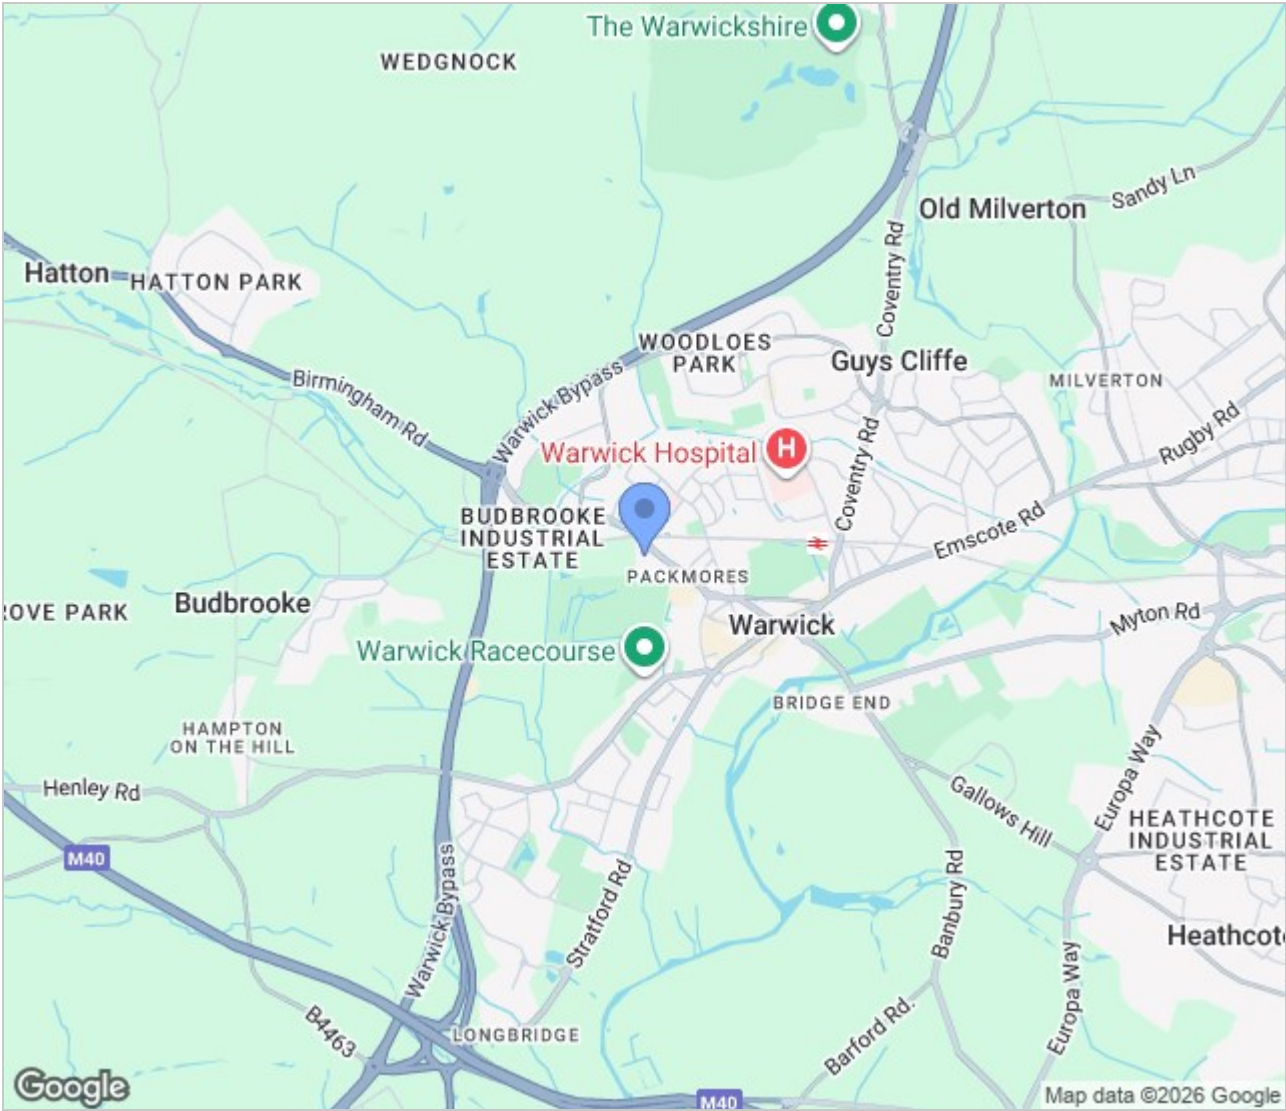 The Warwickshire
WEDGNOCK
Sandy Ln
Old Milverton
Coventry Rd
Hatton
HATTON PARK
WOODLOES
PARK
Guys Cliffe
MILVERTON
Birmingham Rd
Warwick Bypass
Rugby Rd
Warwick Hospital
H
Coventry Rd
BUDBROOKE
INDUSTRIAL
ESTATE
Emscote Rd
PACKMORES
ROVE PARK
Budbrooke
Warwick
Myton Rd
Warwick Racecourse
BRIDGE END
HAMPTON
ON THE HILL
Henley Rd
Gallows Hill
Europa Way
HEATHCOTE
INDUSTRIAL
ESTATE
M40
Warwick Bypass
Stratford Rd
Banbury Rd
Heathcote
Europa Way
B4463
LONGBRIDGE
Barford Rd.
Google
M40
Map data ©2026 Google